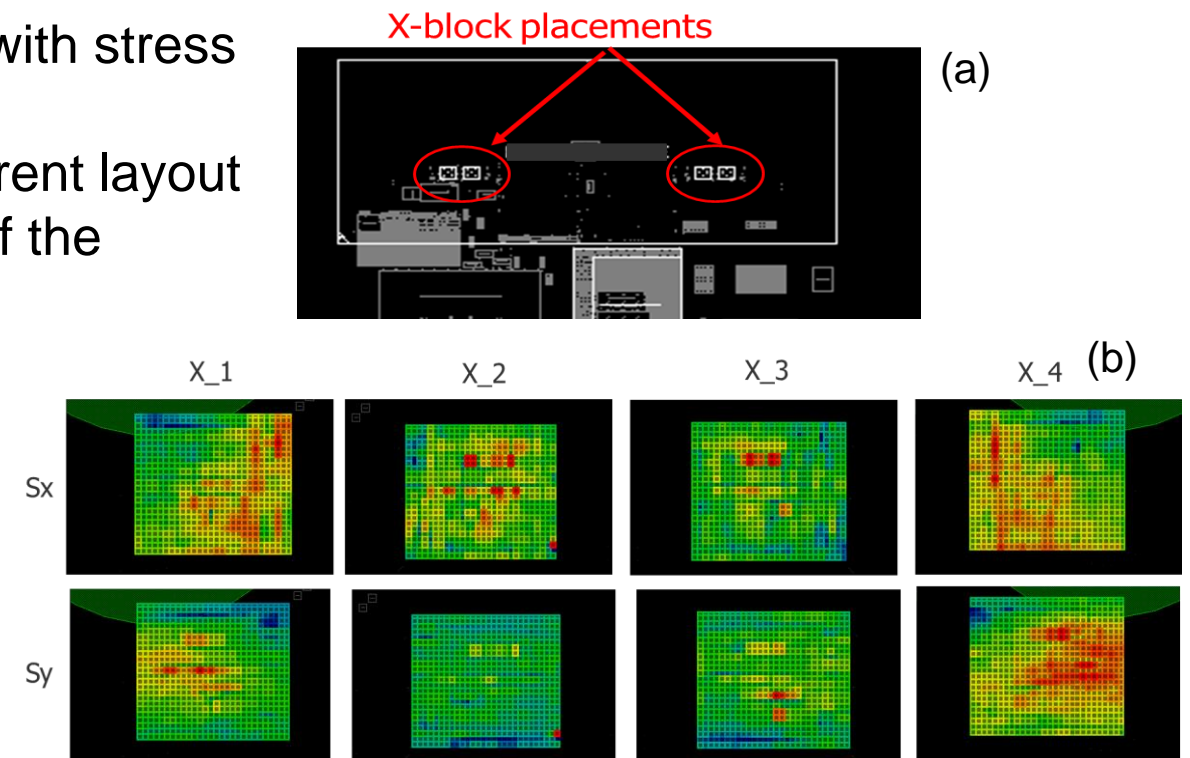 with stress
rent layout
f the
X-block placements
(a)
(b)
X_1
X_2
X_3
X_4
Sx
Sy